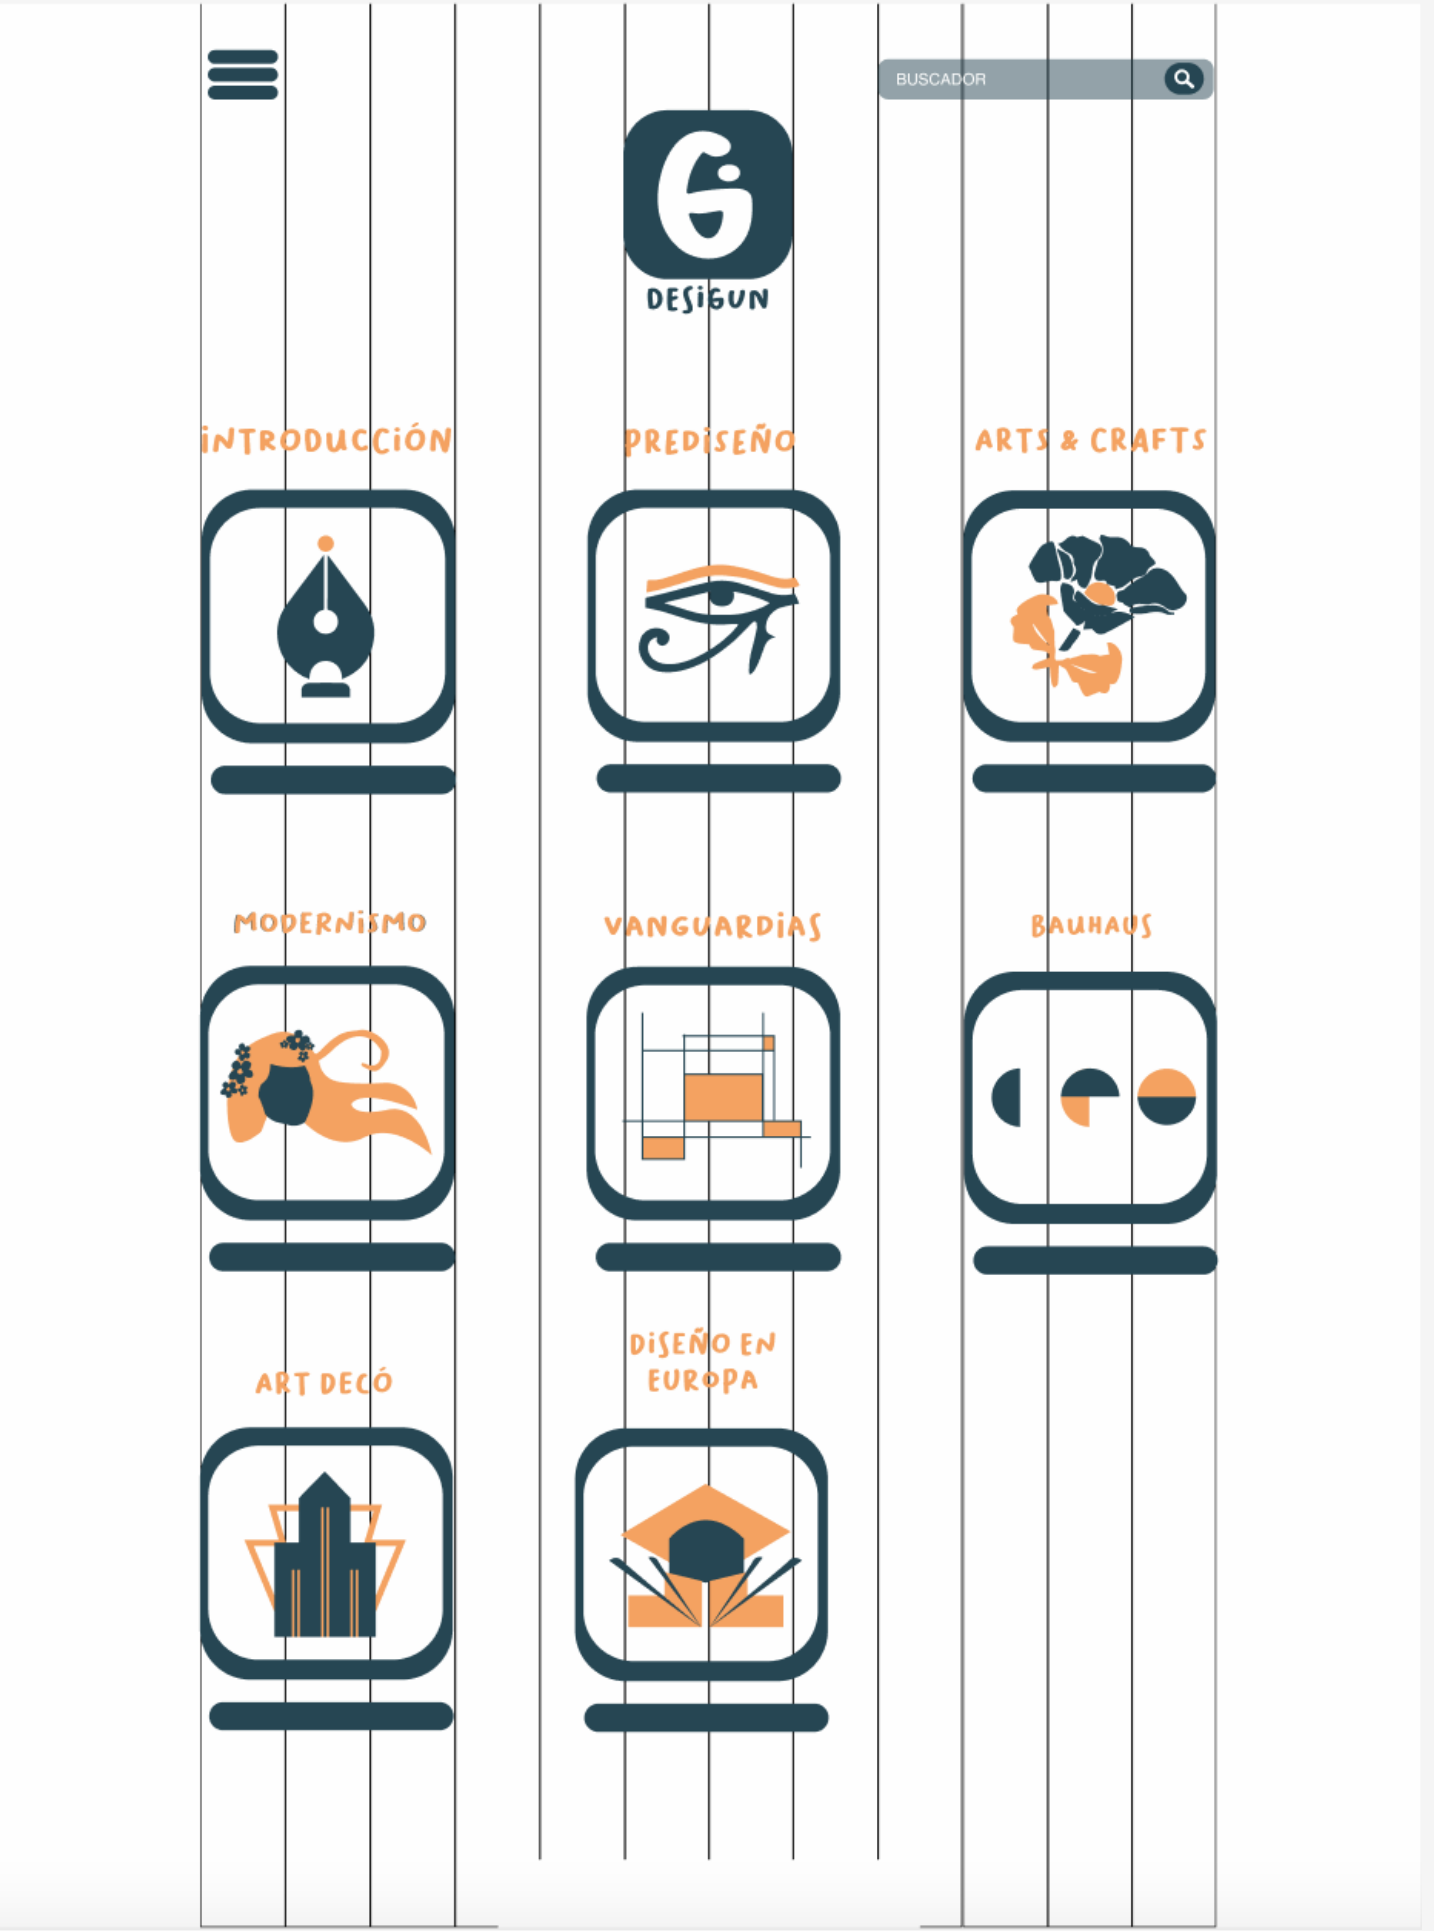 BUSCADOR
DESiGUN
iNTRODUCCiÓN
PREDiSEÑO
ARTS & CRAFTS
MODERNiSMO
VANGUARDiAS
BAUHAUS
ART DECÓ
DiSEÑO EN
EUROPA